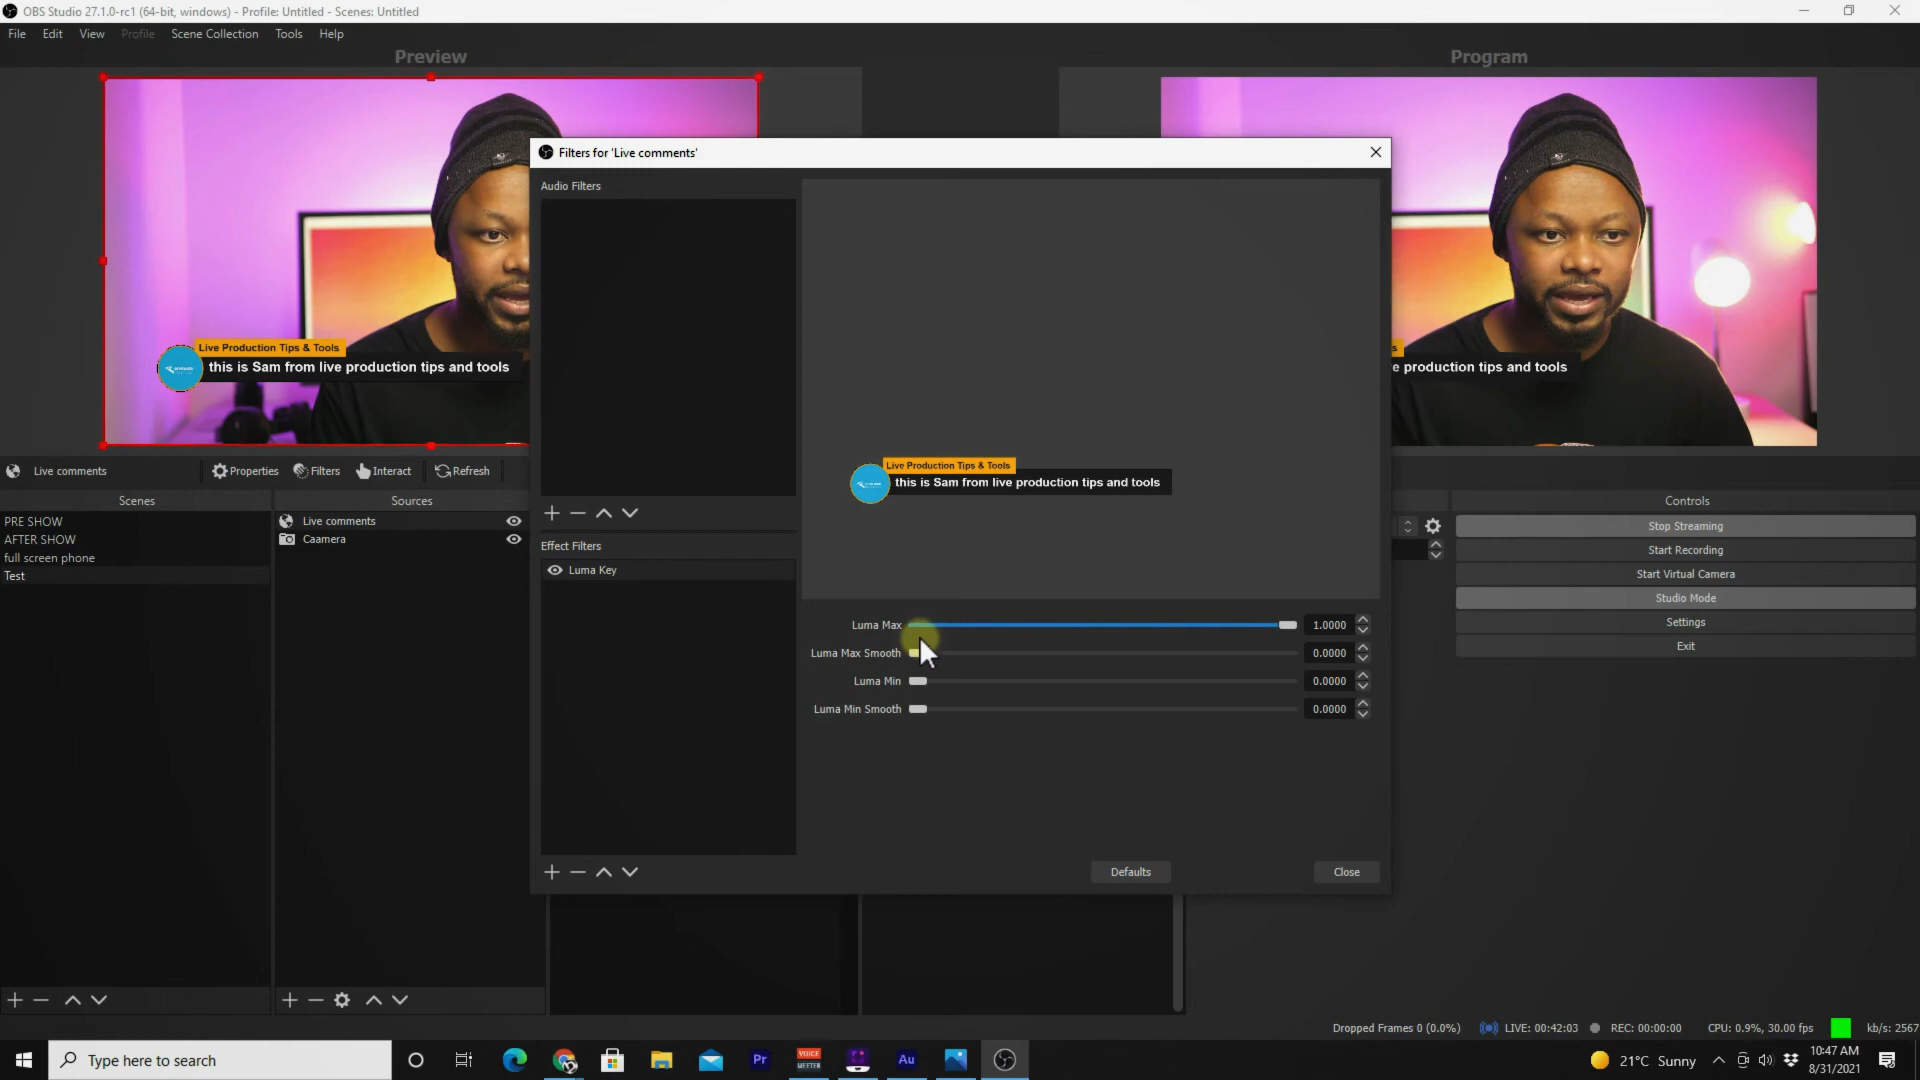 OBS Studio 27.1.0-rc1 (64-bit, windows) - Profile: Untitled - Scenes: Untitled
File Edit View Profile Scene Collection Tools Help
Preview
Program
Live Production Tips & Tools
this is Sam from live production tips and tools
s
e production tips and tools
Filters for 'Live comments'
Audio Filters
Live Production Tips & Tools
this is Sam from live production tips and tools
Effect Filters
Luma Key
Luma Max 1.0000
Luma Max Smooth 0.0000
Luma Min 0.0000
Luma Min Smooth 0.0000
Defaults
Close
Live comments Properties Filters Interact Refresh
Scenes
PRE SHOW
AFTER SHOW
full screen phone
Test
Sources
Live comments
Caamera
Controls
Stop Streaming
Start Recording
Start Virtual Camera
Studio Mode
Settings
Exit
Dropped Frames 0 (0.0%) LIVE: 00:42:03 REC: 00:00:00 CPU: 0.9%, 30.00 fps kb/s: 2567
Type here to search
Pr
VOICE
MEETER
Au
21°C Sunny
10:47 AM
8/31/2021